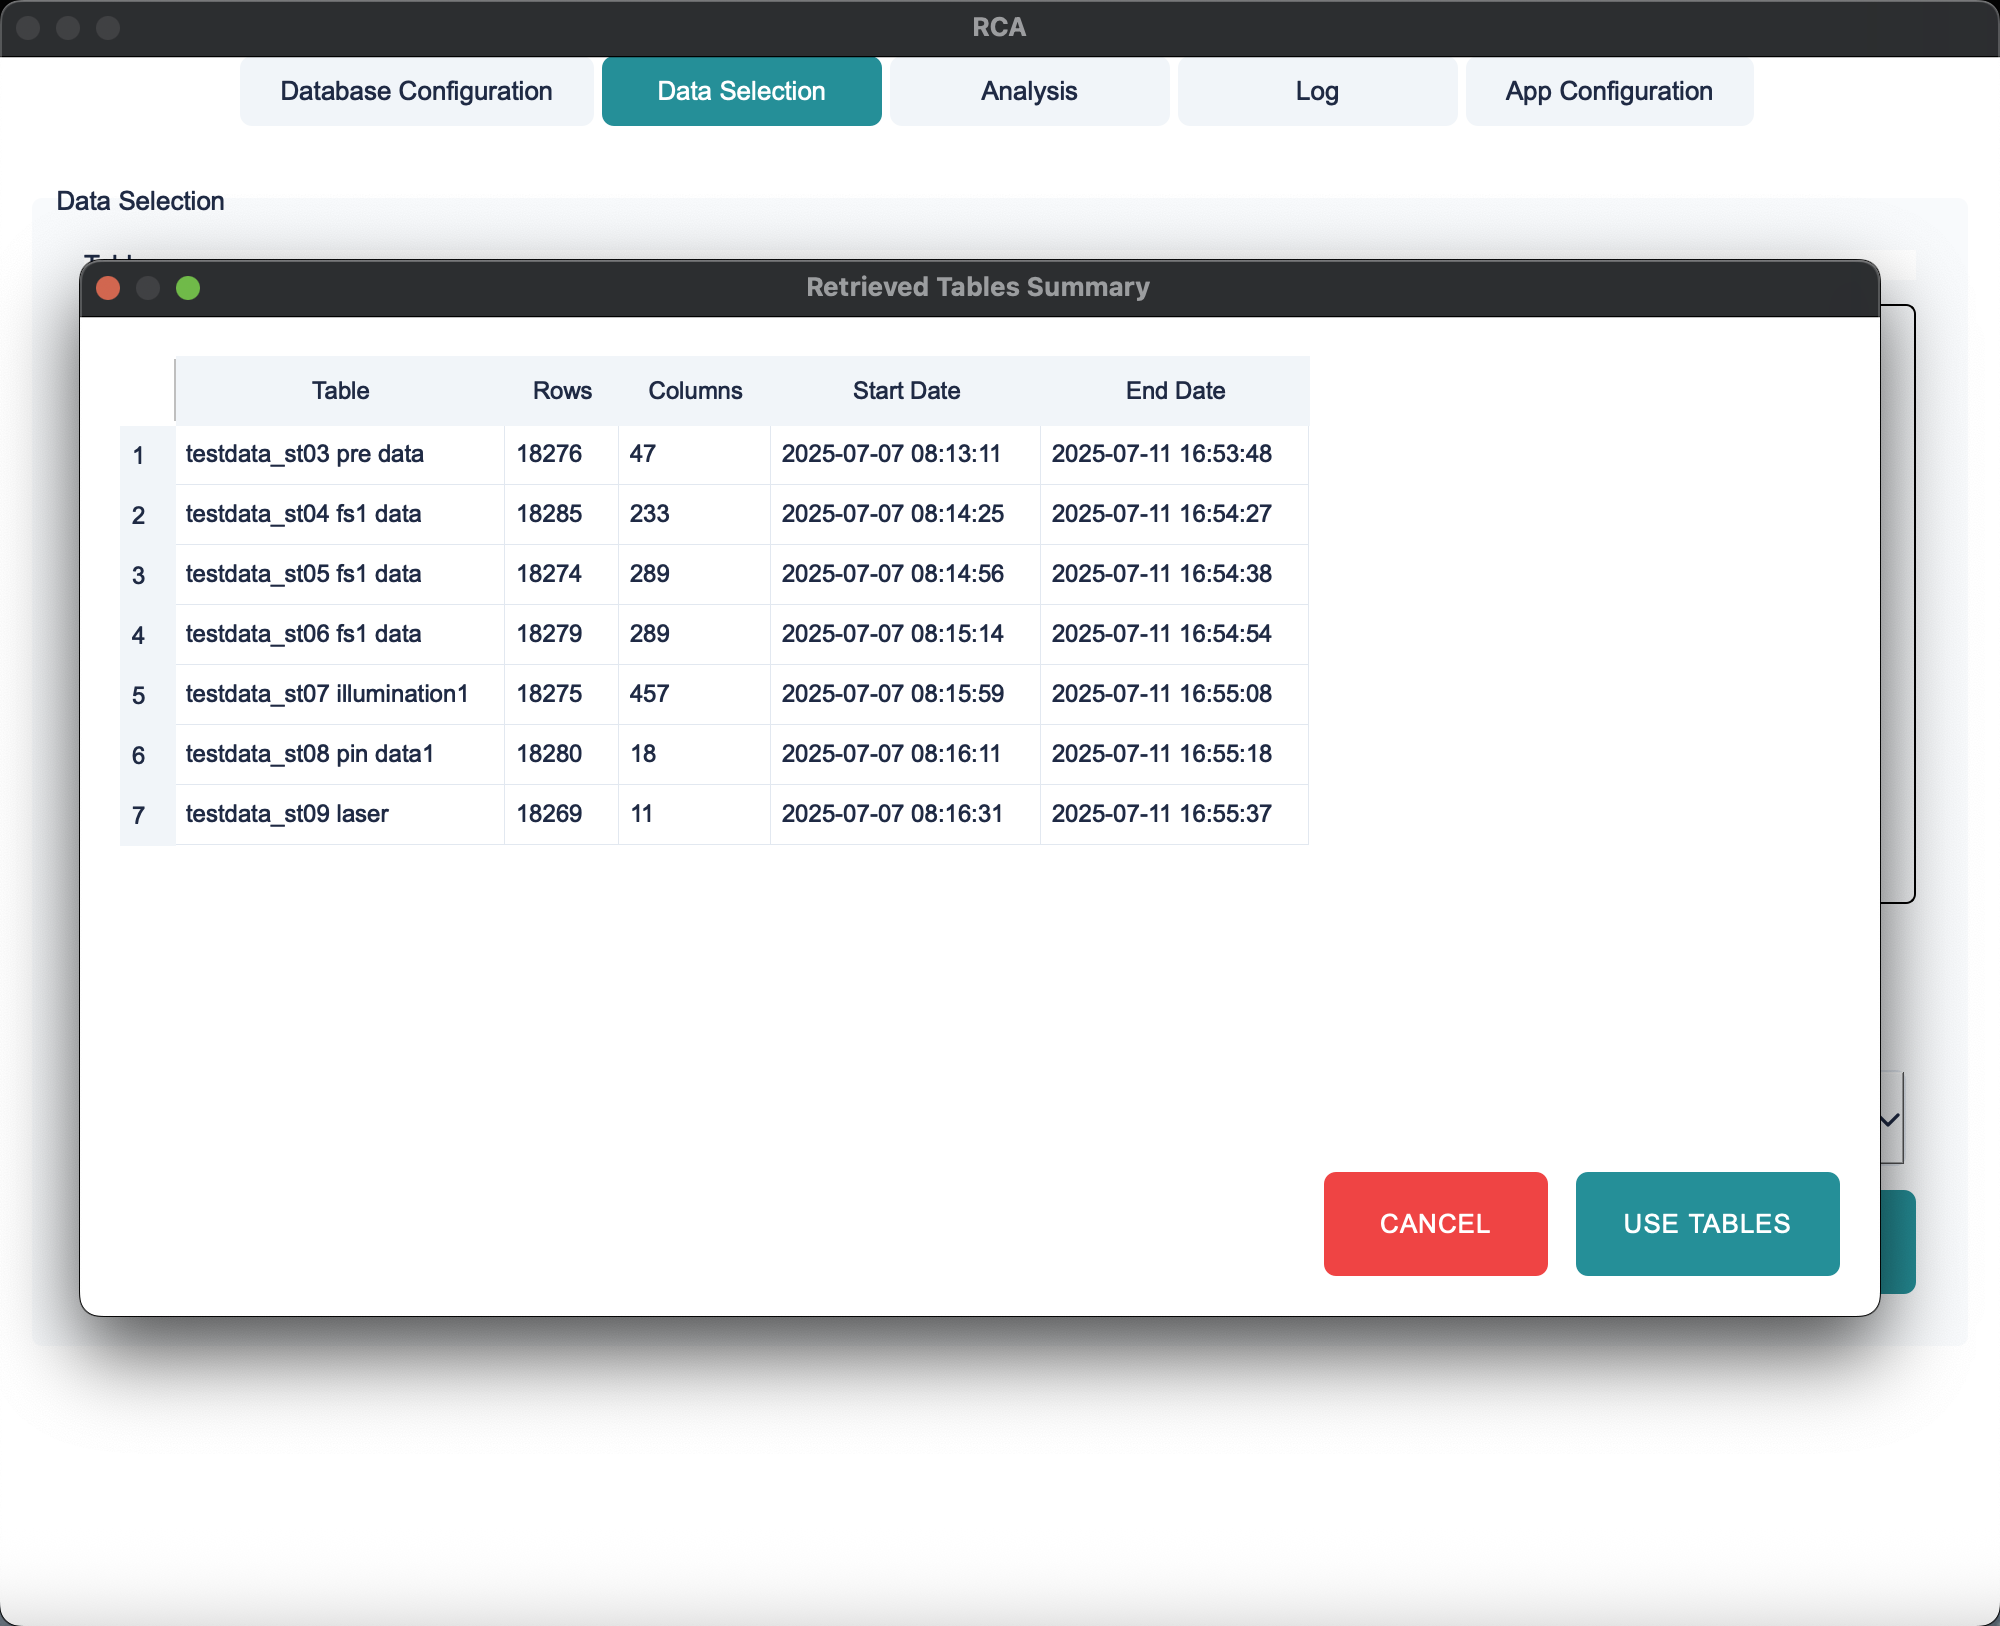 RCA
Database Configuration Data Selection Analysis Log App Configuration
Data Selection
Retrieved Tables Summary
Table Rows Columns Start Date End Date
1 testdata_st03 pre data 18276 47 2025-07-07 08:13:11 2025-07-11 16:53:48
2 testdata_st04 fs1 data 18285 233 2025-07-07 08:14:25 2025-07-11 16:54:27
3 testdata_st05 fs1 data 18274 289 2025-07-07 08:14:56 2025-07-11 16:54:38
4 testdata_st06 fs1 data 18279 289 2025-07-07 08:15:14 2025-07-11 16:54:54
5 testdata_st07 illumination1 18275 457 2025-07-07 08:15:59 2025-07-11 16:55:08
6 testdata_st08 pin data1 18280 18 2025-07-07 08:16:11 2025-07-11 16:55:18
7 testdata_st09 laser 18269 11 2025-07-07 08:16:31 2025-07-11 16:55:37
CANCEL USE TABLES